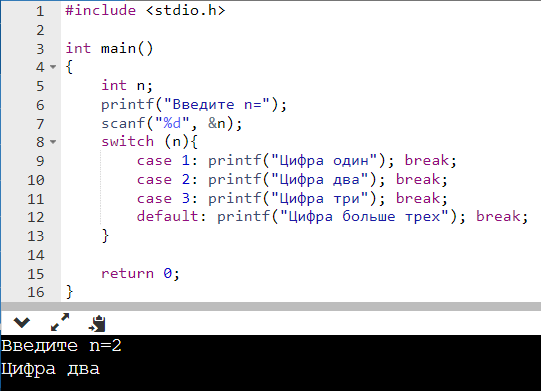 1 #include <stdio.h>
2
3 int main()
4 {
5 int n;
6 printf("Введите n=");
7 scanf("%d", &n);
8 switch (n){
9 case 1: printf("Цифра один"); break;
10 case 2: printf("Цифра два"); break;
11 case 3: printf("Цифра три"); break;
12 default: printf("Цифра больше трех"); break;
13 }
14
15 return 0;
16 }
Введите n=2
Цифра два